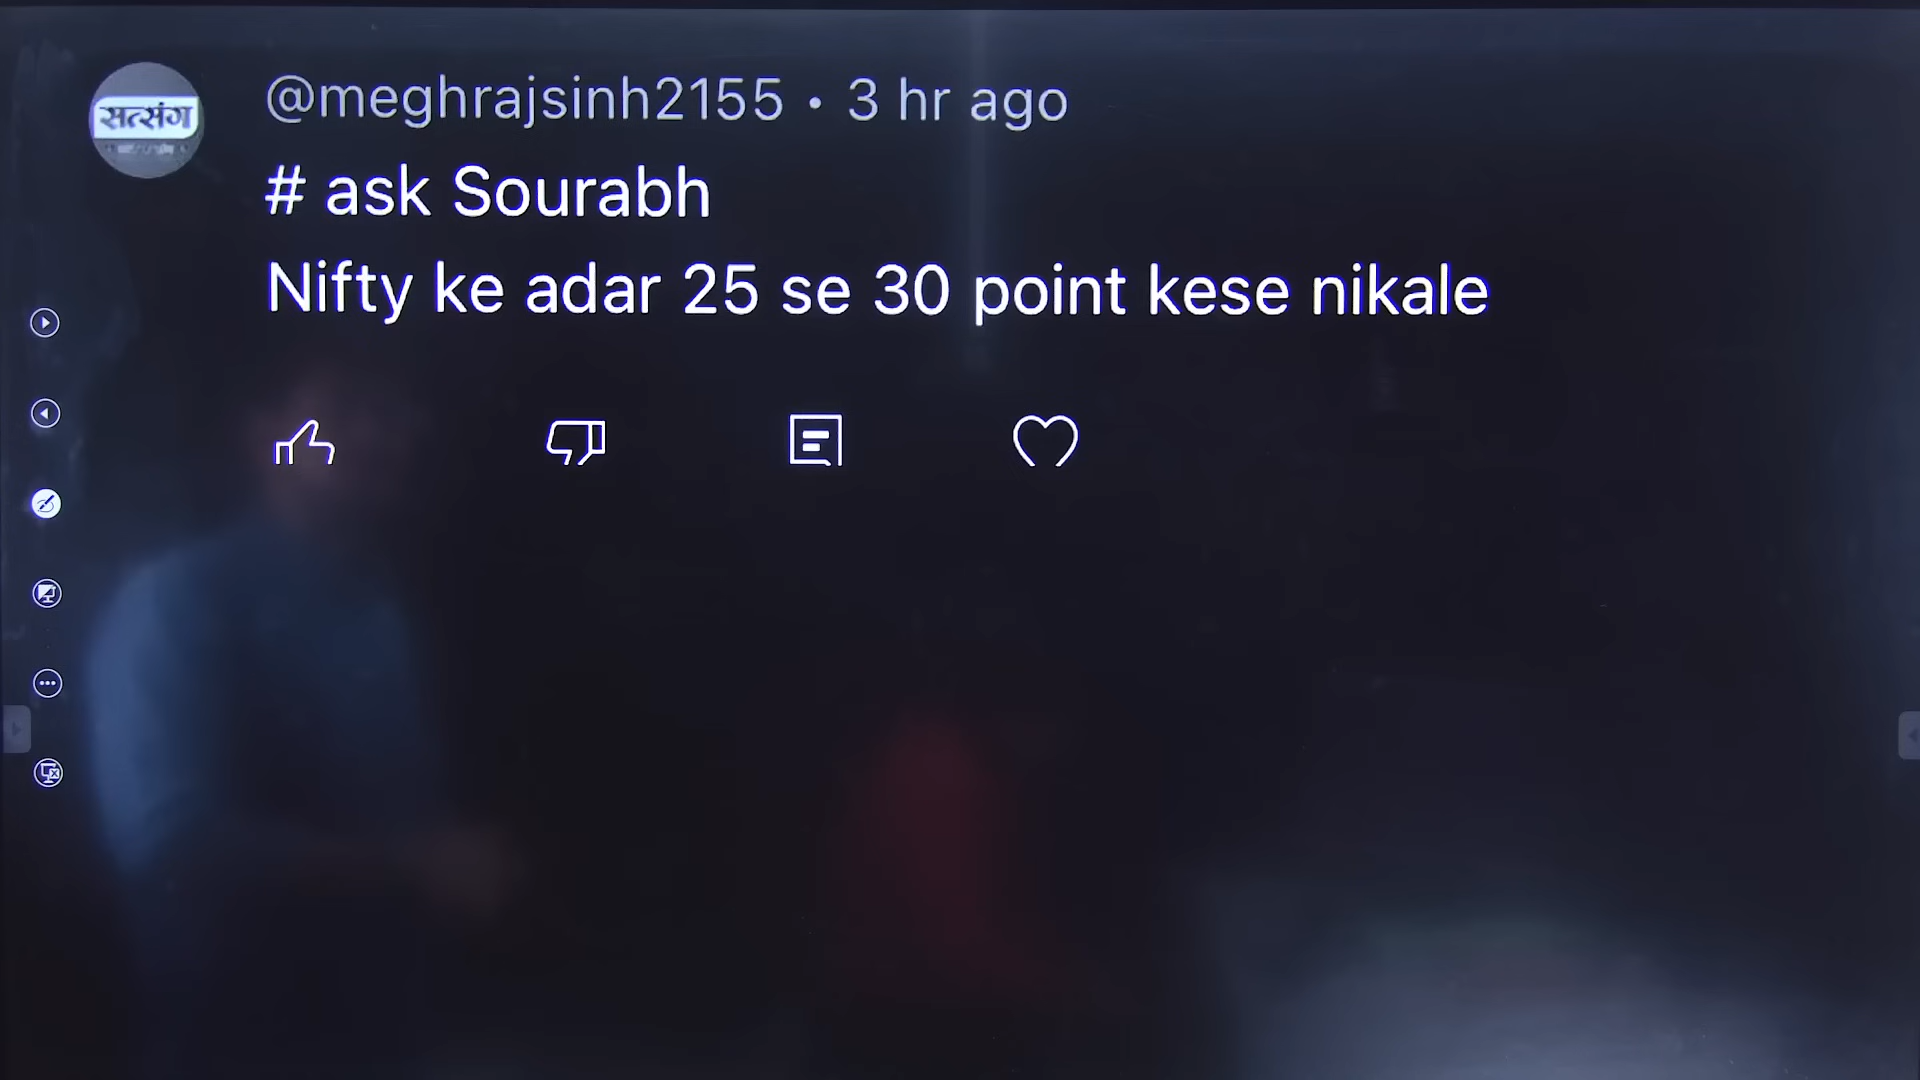 सत्संग
@meghrajsinh2155 • 3 hr ago
# ask Sourabh
Nifty ke adar 25 se 30 point kese nikale